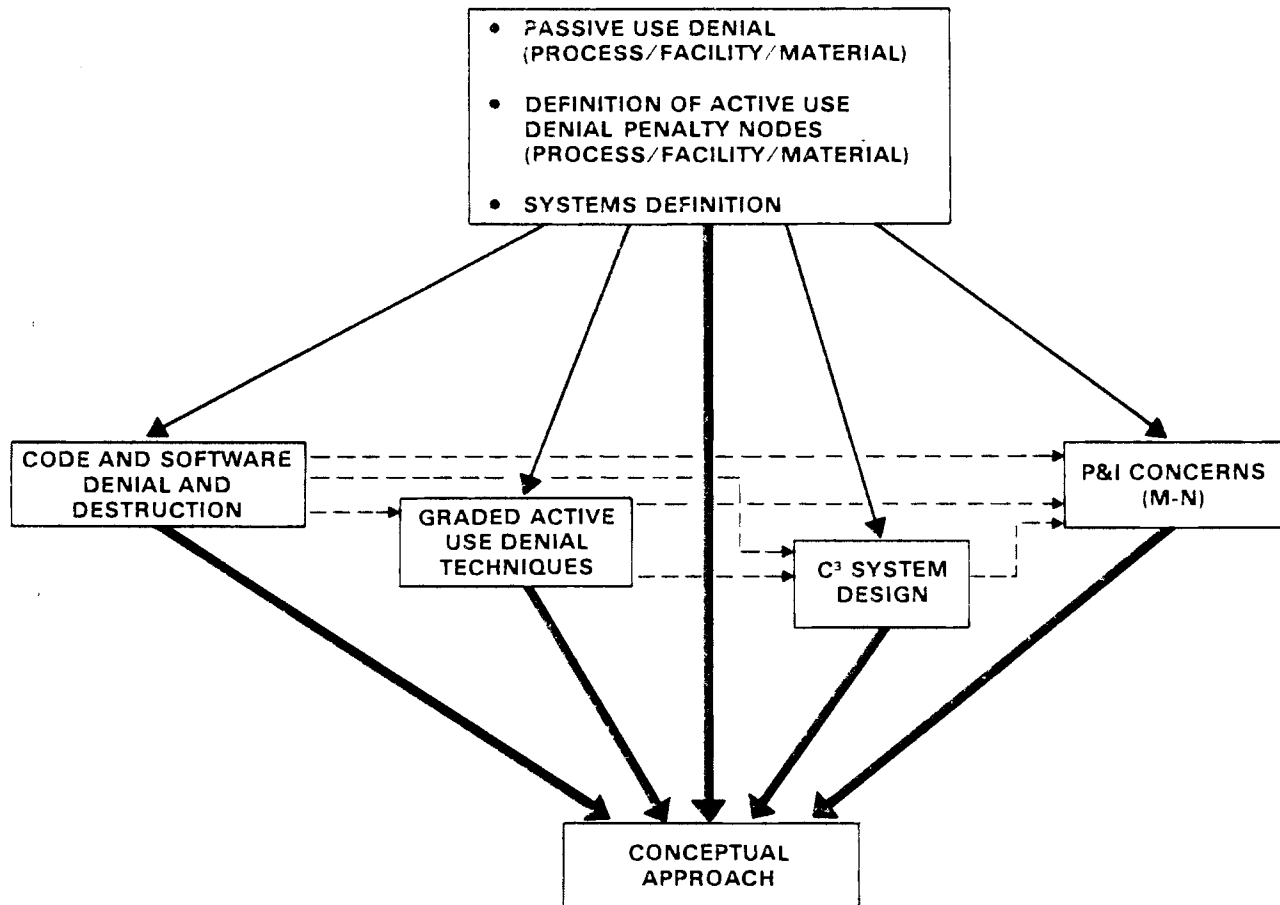 • PASSIVE USE DENIAL
(PROCESS/FACILITY/MATERIAL)
• DEFINITION OF ACTIVE USE
DENIAL PENALTY NODES
(PROCESS/FACILITY/MATERIAL)
• SYSTEMS DEFINITION
CODE AND SOFTWARE
DENIAL AND
DESTRUCTION
GRADED ACTIVE
USE DENIAL
TECHNIQUES
C³ SYSTEM
DESIGN
P&I CONCERNS
(M-N)
CONCEPTUAL
APPROACH